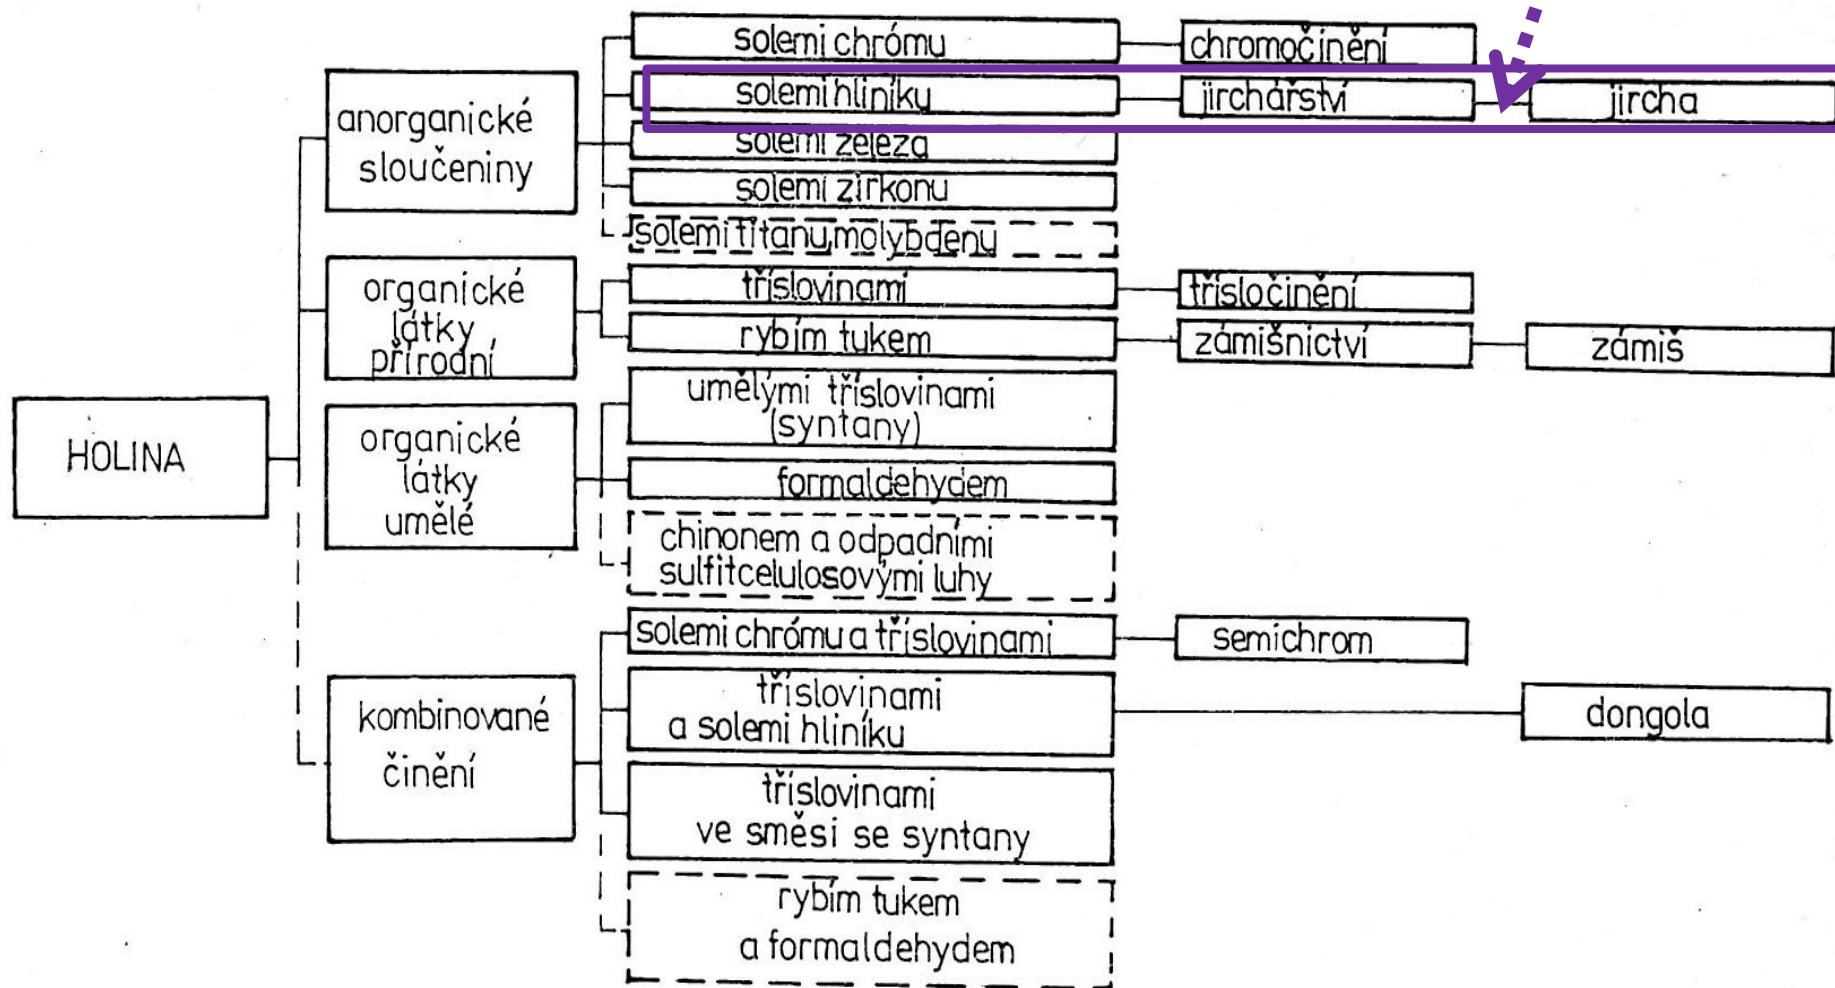 HOLINA
anorganické
sloučeniny
solemi chrómu
chromočinění
solemi hliníku
jirchářství
jircha
solemi železa
solemi zirkonu
solemi titanu, molybdenu
organické
látky
přírodní
tříslovinami
třísločinění
rybím tukem
zámišnictví
zámiš
organické
látky
umělé
umělými tříslovinami
(syntany)
formaldehydem
chinonem a odpadními
sulfitcelulosovými luhy
kombinované
činění
solemi chrómu a tříslovinami
semichrom
tříslovinami
a solemi hliníku
dongola
tříslovinami
ve směsi se syntany
rybím tukem
a formaldehydem